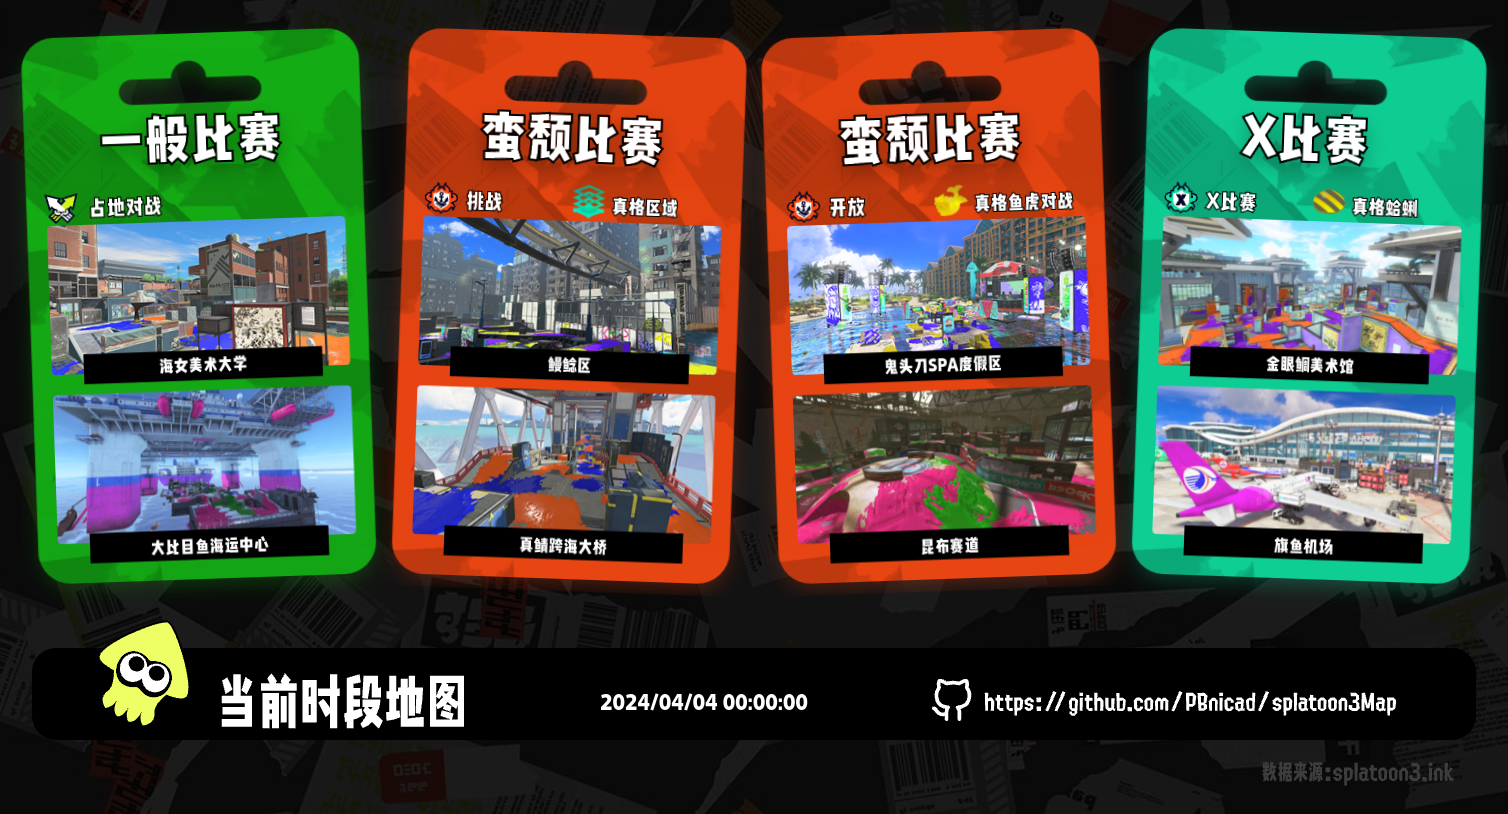 一般比赛
占地对战
海女美术大学
大比目鱼海运中心
蛮颓比赛
挑战
真格区域
鳗鲶区
真鲭跨海大桥
蛮颓比赛
开放
真格鱼虎对战
鬼头刀SPA度假区
昆布赛道
X比赛
X比赛
真格蛤蜊
金眼鲷美术馆
旗鱼机场
当前时段地图
2024/04/04 00:00:00
https://github.com/PBnicad/splatoon3Map
数据来源:splatoon3.ink